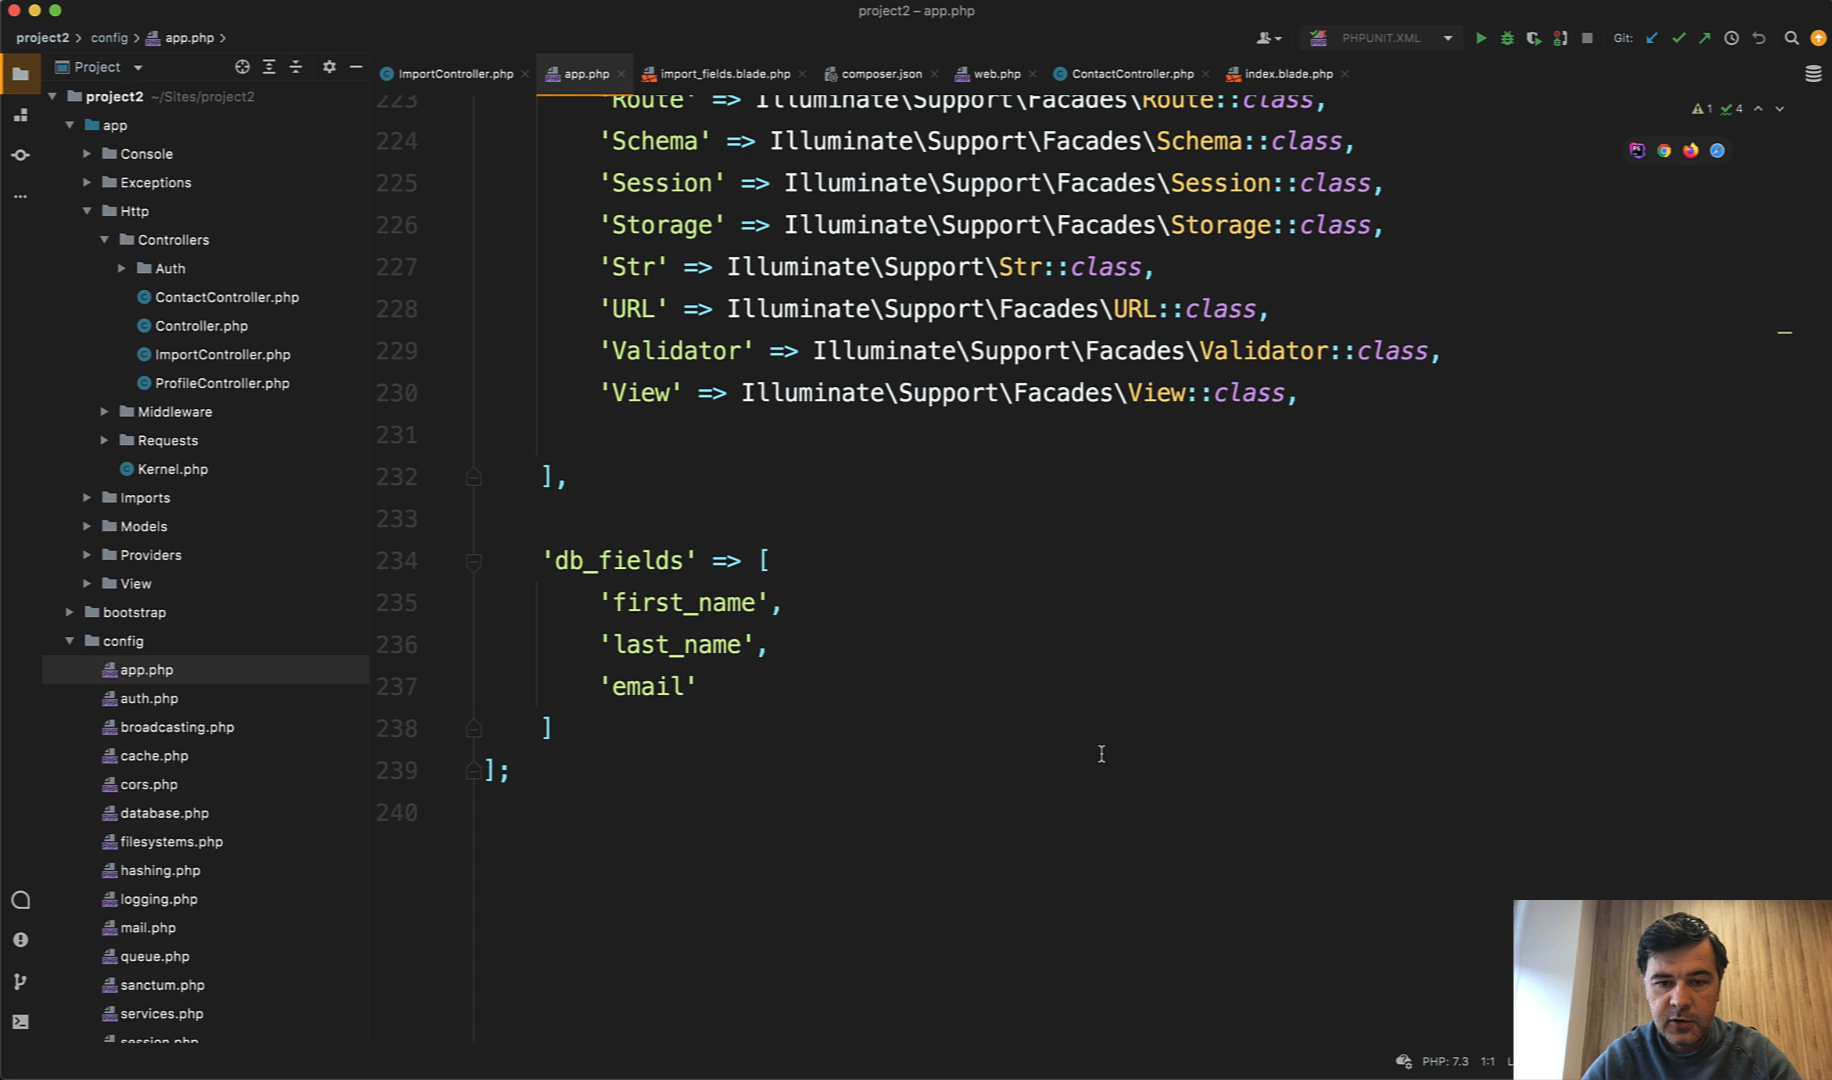 project2 – app.php
project2 > config > app.php >
PHPUNIT.XML
Git:
Project
ImportController.php
app.php
import_fields.blade.php
composer.json
web.php
ContactController.php
index.blade.php
project2 ~/Sites/project2
app
Console
Exceptions
Http
Controllers
Auth
ContactController.php
Controller.php
ImportController.php
ProfileController.php
Middleware
Requests
Kernel.php
Imports
Models
Providers
View
bootstrap
config
app.php
auth.php
broadcasting.php
cache.php
cors.php
database.php
filesystems.php
hashing.php
logging.php
mail.php
queue.php
sanctum.php
services.php
session.php
1 4
223 'Route' => Illuminate\Support\Facades\Route::class,
224 'Schema' => Illuminate\Support\Facades\Schema::class,
225 'Session' => Illuminate\Support\Facades\Session::class,
226 'Storage' => Illuminate\Support\Facades\Storage::class,
227 'Str' => Illuminate\Support\Str::class,
228 'URL' => Illuminate\Support\Facades\URL::class,
229 'Validator' => Illuminate\Support\Facades\Validator::class,
230 'View' => Illuminate\Support\Facades\View::class,
231
232 ],
233
234 'db_fields' => [
235 'first_name',
236 'last_name',
237 'email'
238 ]
239 ];
240
PHP: 7.3 1:1